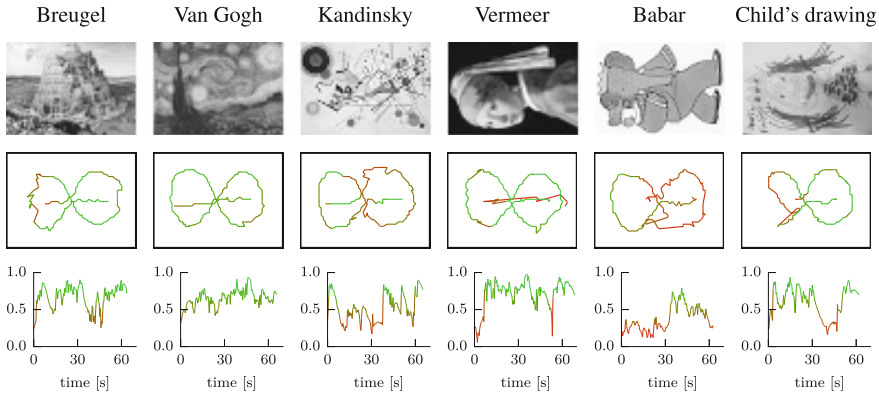 Breugel Van Gogh Kandinsky Vermeer Babar Child's drawing
1.0 1.0 1.0 1.0 1.0 1.0
0.5 0.5 0.5 0.5 0.5 0.5
0.0 0.0 0.0 0.0 0.0 0.0
0 30 60 0 30 60 0 30 60 0 30 60 0 30 60 0 30 60
time [s] time [s] time [s] time [s] time [s] time [s]